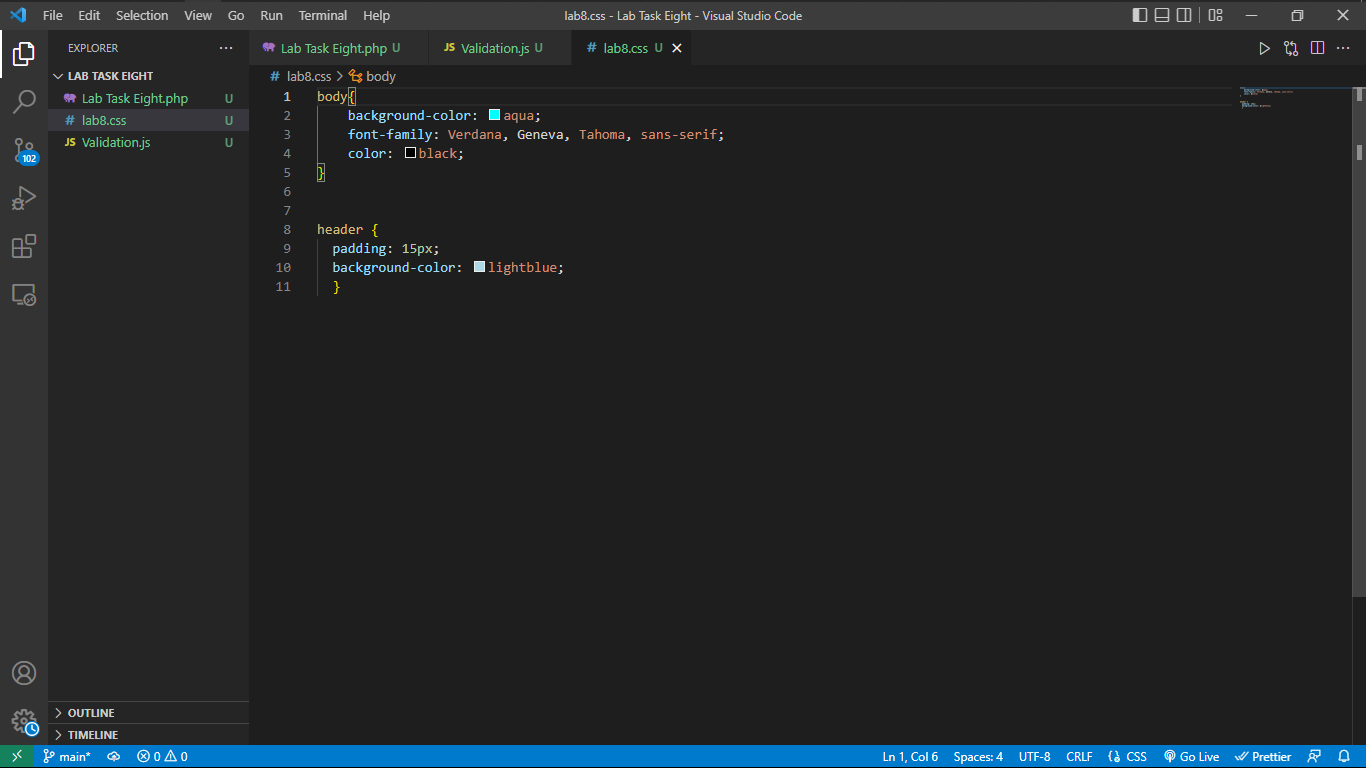 File Edit Selection View Go Run Terminal Help lab8.css - Lab Task Eight - Visual Studio Code
EXPLORER
LAB TASK EIGHT
Lab Task Eight.php U
# lab8.css U
JS Validation.js U
102
OUTLINE
TIMELINE
Lab Task Eight.php U JS Validation.js U # lab8.css U
# lab8.css > body
1 body{
2     background-color: aqua;
3     font-family: Verdana, Geneva, Tahoma, sans-serif;
4     color: black;
5 }
6
7
8 header {
9   padding: 15px;
10   background-color: lightblue;
11   }
main* 0 0 Ln 1, Col 6 Spaces: 4 UTF-8 CRLF CSS Go Live Prettier